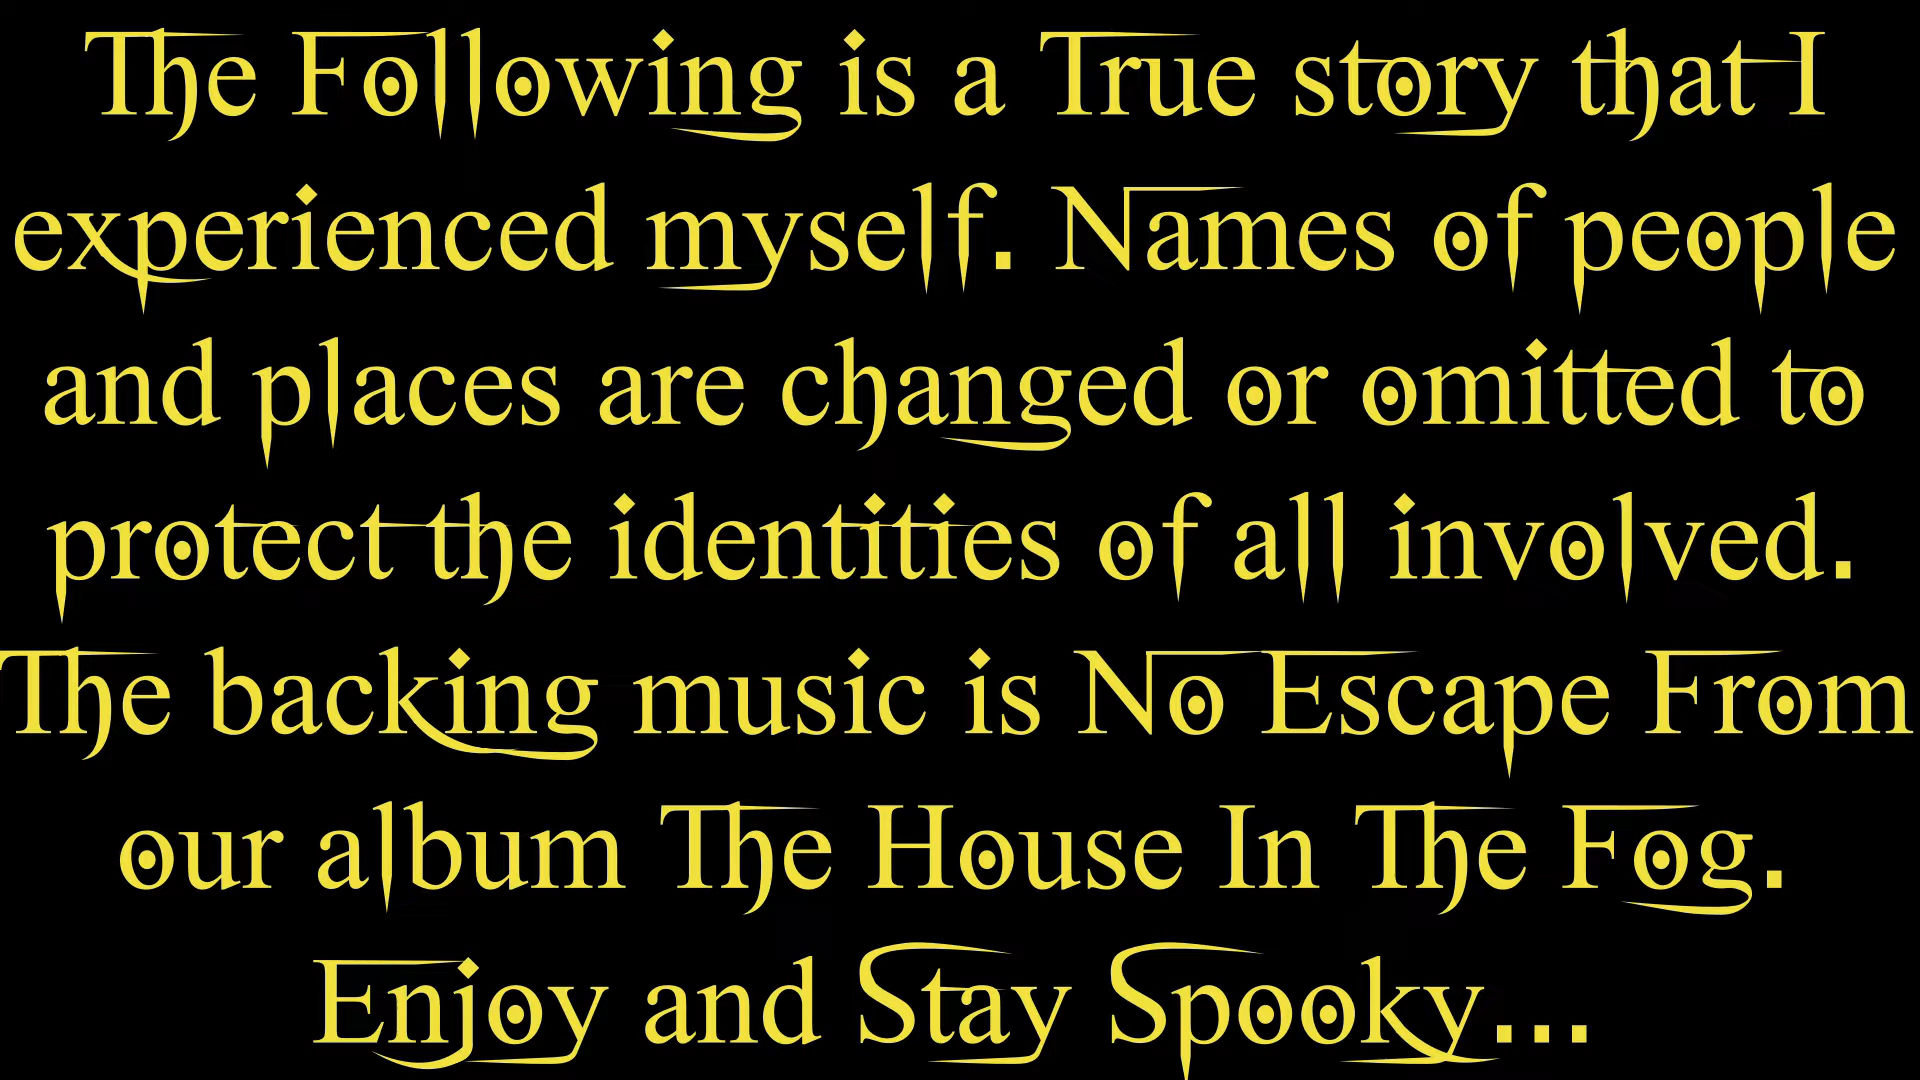 The Following is a True story that I
experienced myself. Names of people
and places are changed or omitted to
protect the identities of all involved.
The backing music is No Escape From
our album The House In The Fog.
Enjoy and Stay Spooky...